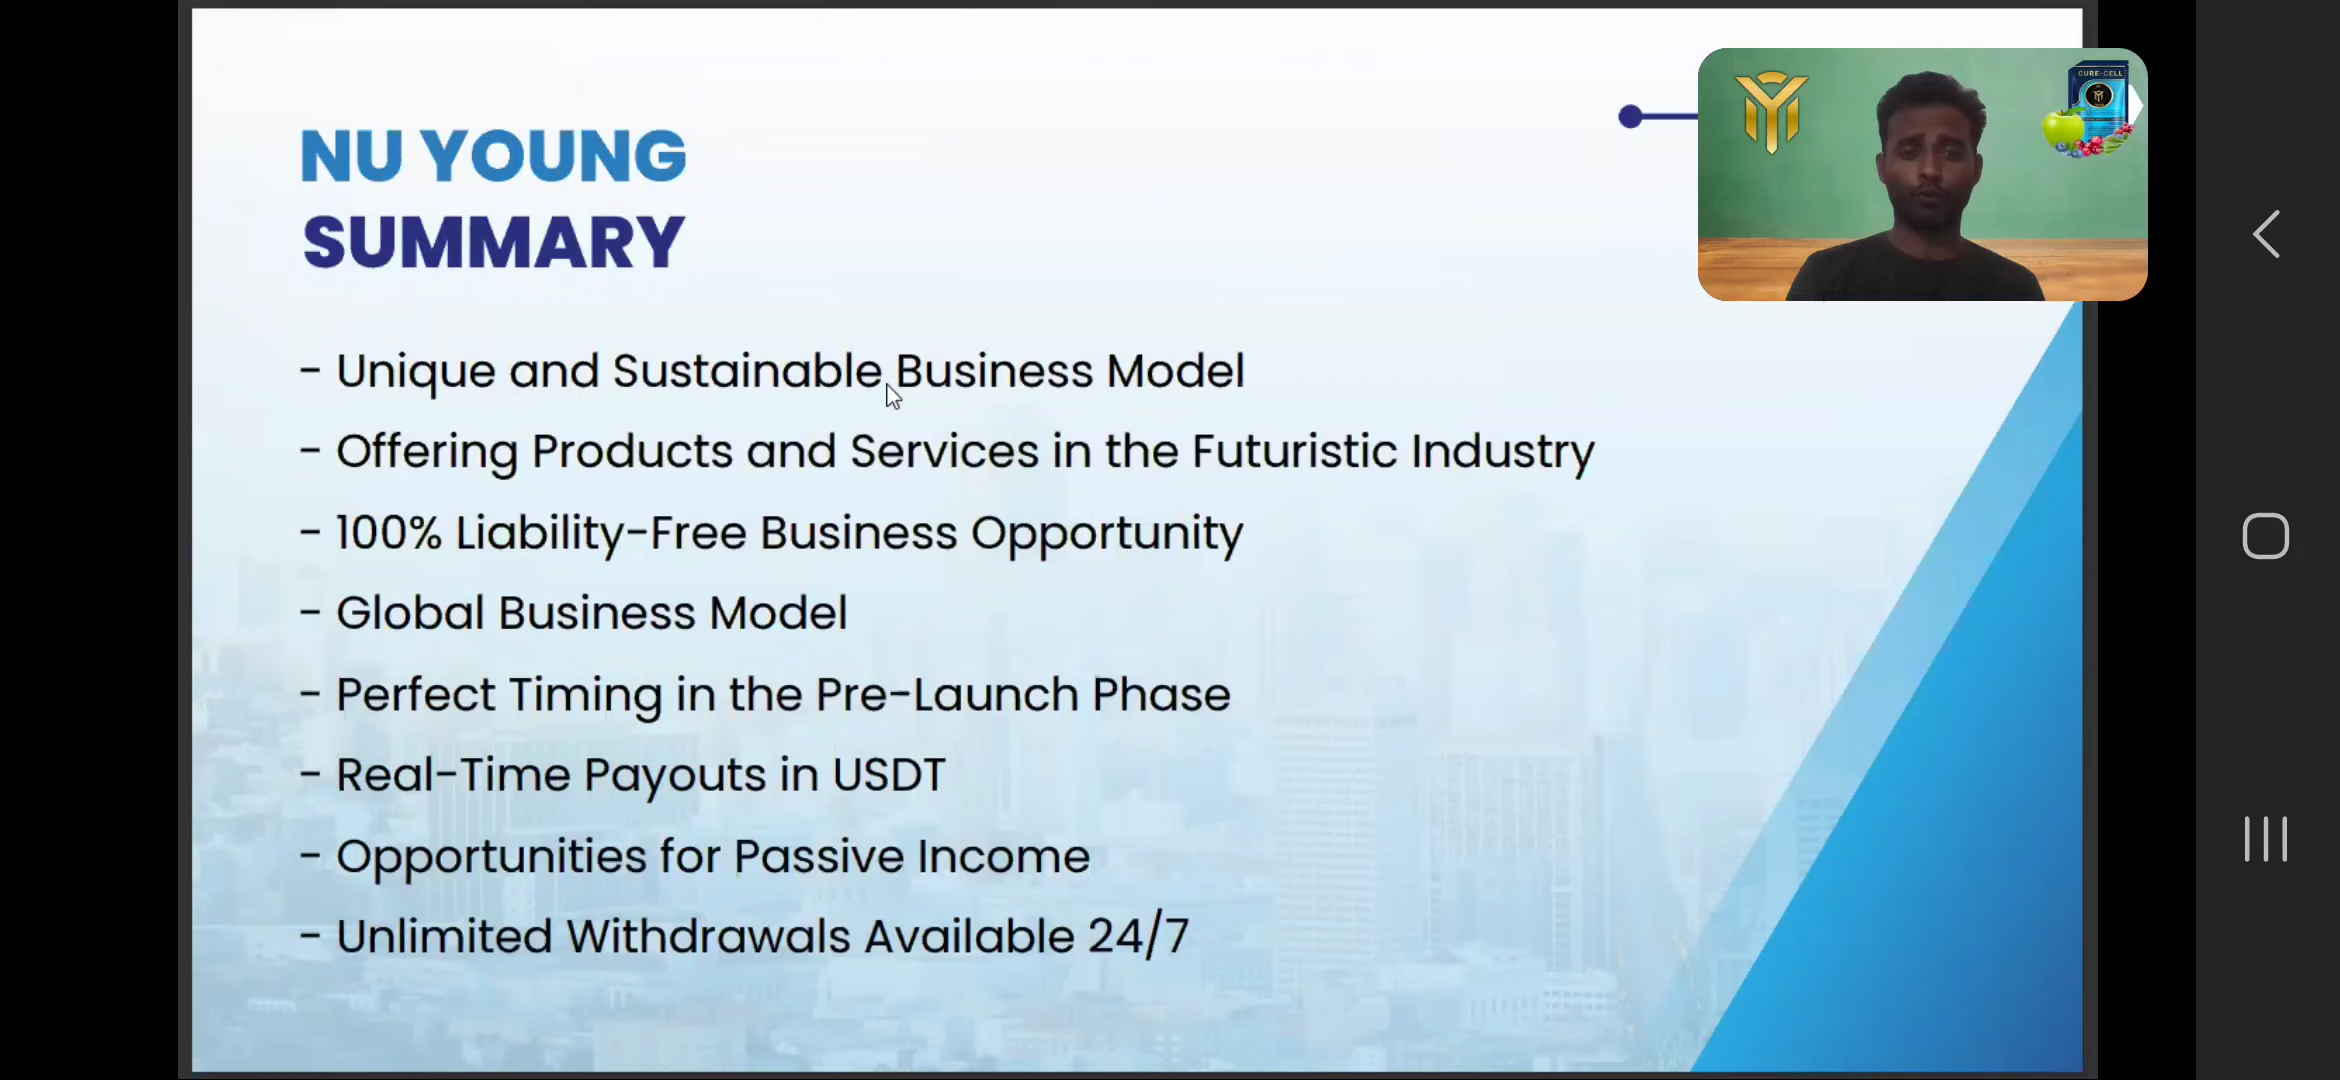 NU YOUNG
SUMMARY
CURE-CELL
- Unique and Sustainable Business Model
- Offering Products and Services in the Futuristic Industry
- 100% Liability-Free Business Opportunity
- Global Business Model
- Perfect Timing in the Pre-Launch Phase
- Real-Time Payouts in USDT
- Opportunities for Passive Income
- Unlimited Withdrawals Available 24/7